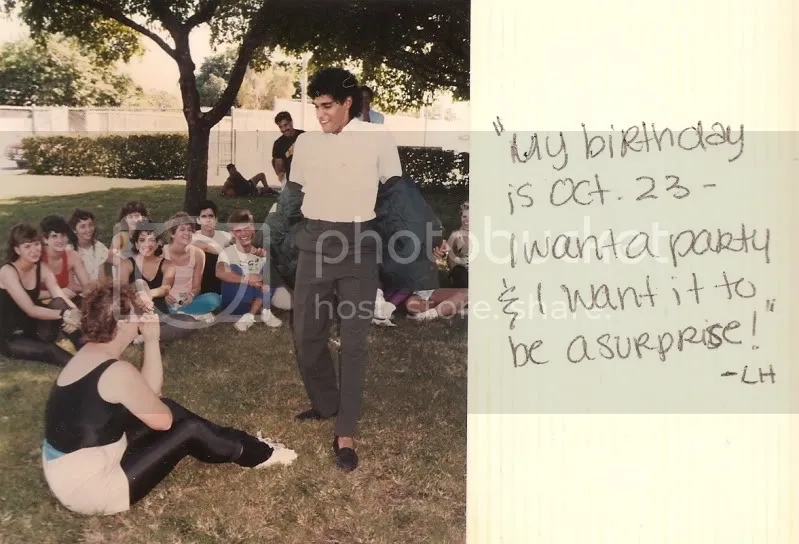 "My birthday
is Oct. 23 -
I want a party
& I want it to
be a surprise!"
- LH
photobucket
host. store. share.